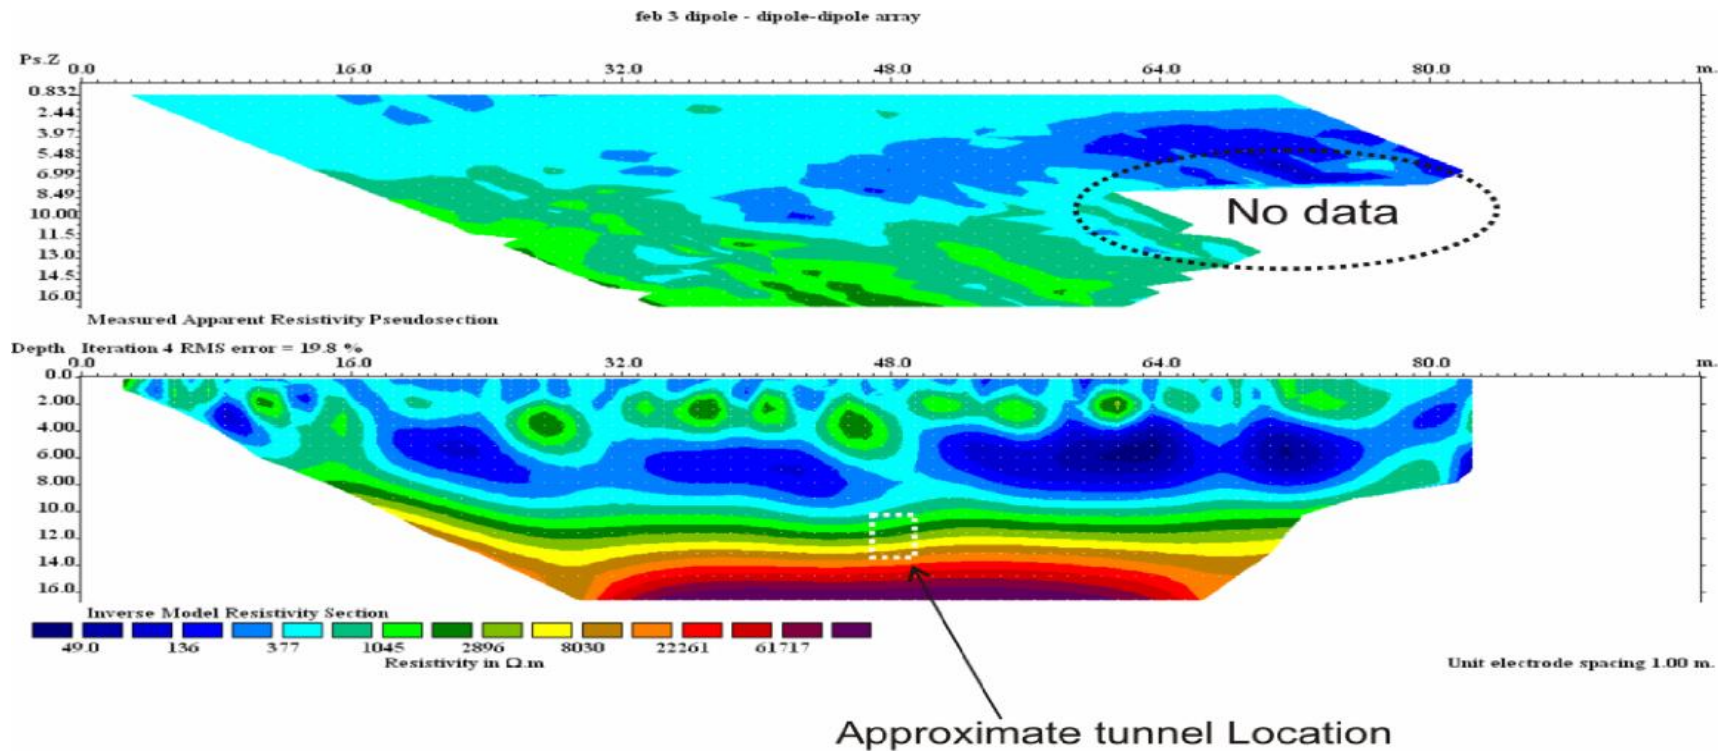 feb 3 dipole - dipole-dipole array
Ps.Z 0.0 16.0 32.0 48.0 64.0 80.0 m.
0.832
2.44
3.97
5.48
6.99
8.49
10.00
11.5
13.0
14.5
16.0
No data
Measured Apparent Resistivity Pseudosection
Depth Iteration 4 RMS error = 19.8 %
0.0 16.0 32.0 48.0 64.0 80.0 m.
0.0
2.00
4.00
6.00
8.00
10.0
12.0
14.0
16.0
Inverse Model Resistivity Section
49.0 136 377 1045 2896 8030 22261 61717
Resistivity in Ω.m
Unit electrode spacing 1.00 m.
Approximate tunnel Location